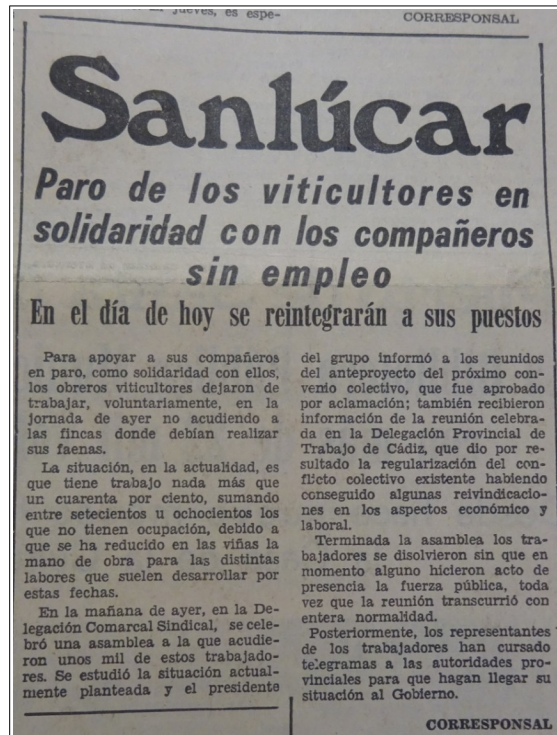 jueves, es espe-
CORRESPONSAL
Sanlúcar
Paro de los viticultores en
solidaridad con los compañeros
sin empleo
En el día de hoy se reintegrarán a sus puestos
Para apoyar a sus compañeros
en paro, como solidaridad con ellos,
los obreros viticultores dejaron de
trabajar, voluntariamente, en la
jornada de ayer no acudiendo a
las fincas donde debían realizar
sus faenas.
La situación, en la actualidad, es
que tiene trabajo nada más que
un cuarenta por ciento, sumando
entre setecientos u ochocientos los
que no tienen ocupación, debido a
que se ha reducido en las viñas la
mano de obra para las distintas
labores que suelen desarrollar por
estas fechas.
En la mañana de ayer, en la De-
legación Comarcal Sindical, se cele-
bró una asamblea a la que acudie-
ron unos mil de estos trabajado-
res. Se estudió la situación actual-
mente planteada y el presidente
del grupo informó a los reunidos
del anteproyecto del próximo con-
venio colectivo, que fue aprobado
por aclamación; también recibieron
información de la reunión celebra-
da en la Delegación Provincial de
Trabajo de Cádiz, que dio por re-
sultado la regularización del con-
flicto colectivo existente habiendo
conseguido algunas reivindicacio-
nes en los aspectos económico y
laboral.
Terminada la asamblea los tra-
bajadores se disolvieron sin que en
momento alguno hicieron acto de
presencia la fuerza pública, toda
vez que la reunión transcurrió con
entera normalidad.
Posteriormente, los representantes
de los trabajadores han cursado
telegramas a las autoridades pro-
vinciales para que hagan llegar su
situación al Gobierno.
CORRESPONSAL